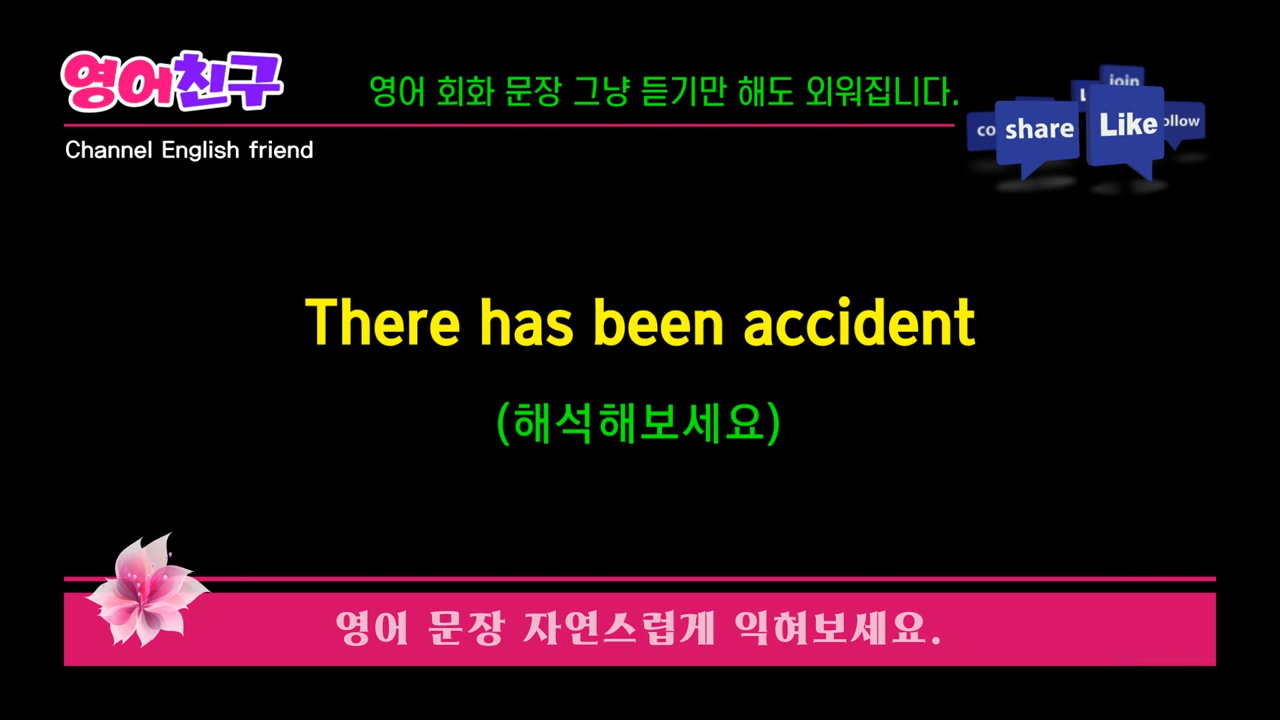 영어친구
영어 회화 문장 그냥 듣기만 해도 외워집니다.
join
share
Like
Channel English friend
There has been accident
(해석해보세요)
영어 문장 자연스럽게 익혀보세요.